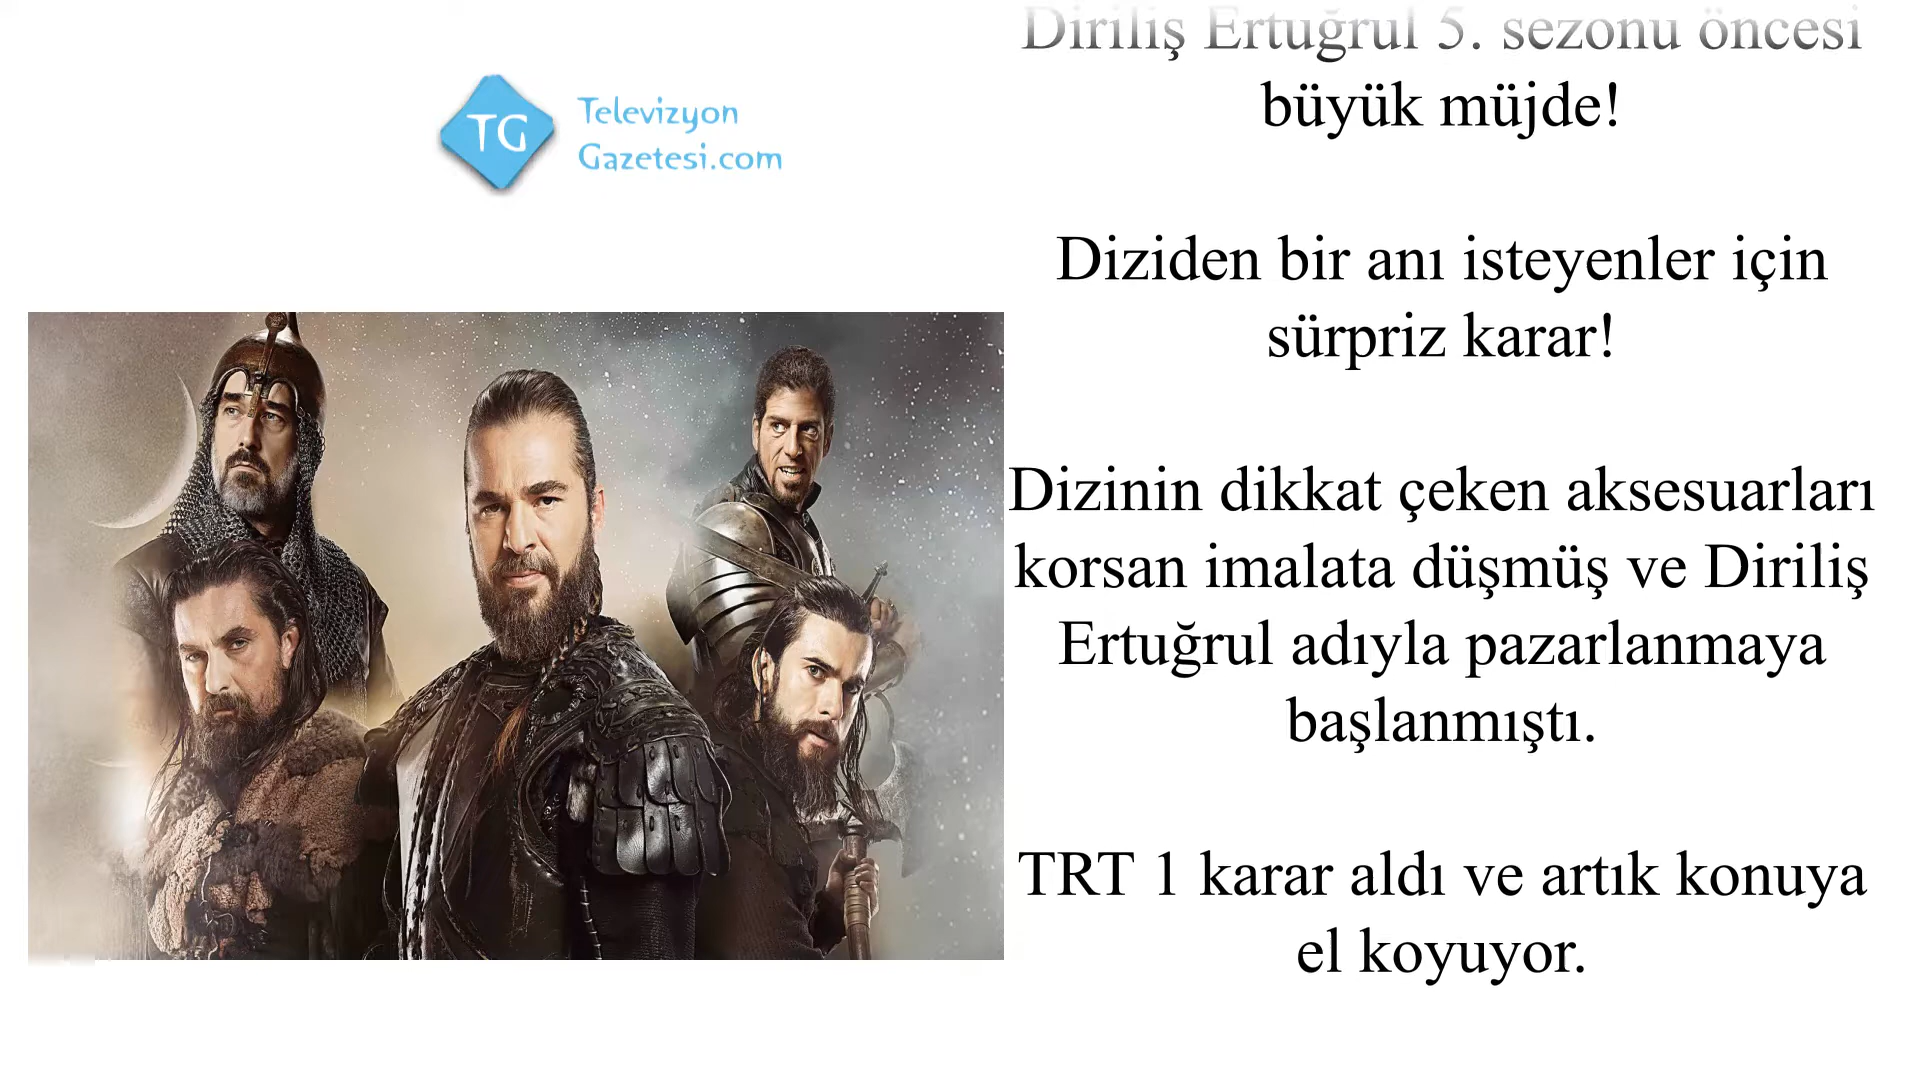 TG
Televizyon
Gazetesi.com
Diriliş Ertuğrul 5. sezonu öncesi
büyük müjde!
Diziden bir anı isteyenler için
sürpriz karar!
Dizinin dikkat çeken aksesuarları
korsan imalata düşmüş ve Diriliş
Ertuğrul adıyla pazarlanmaya
başlanmıştı.
TRT 1 karar aldı ve artık konuya
el koyuyor.